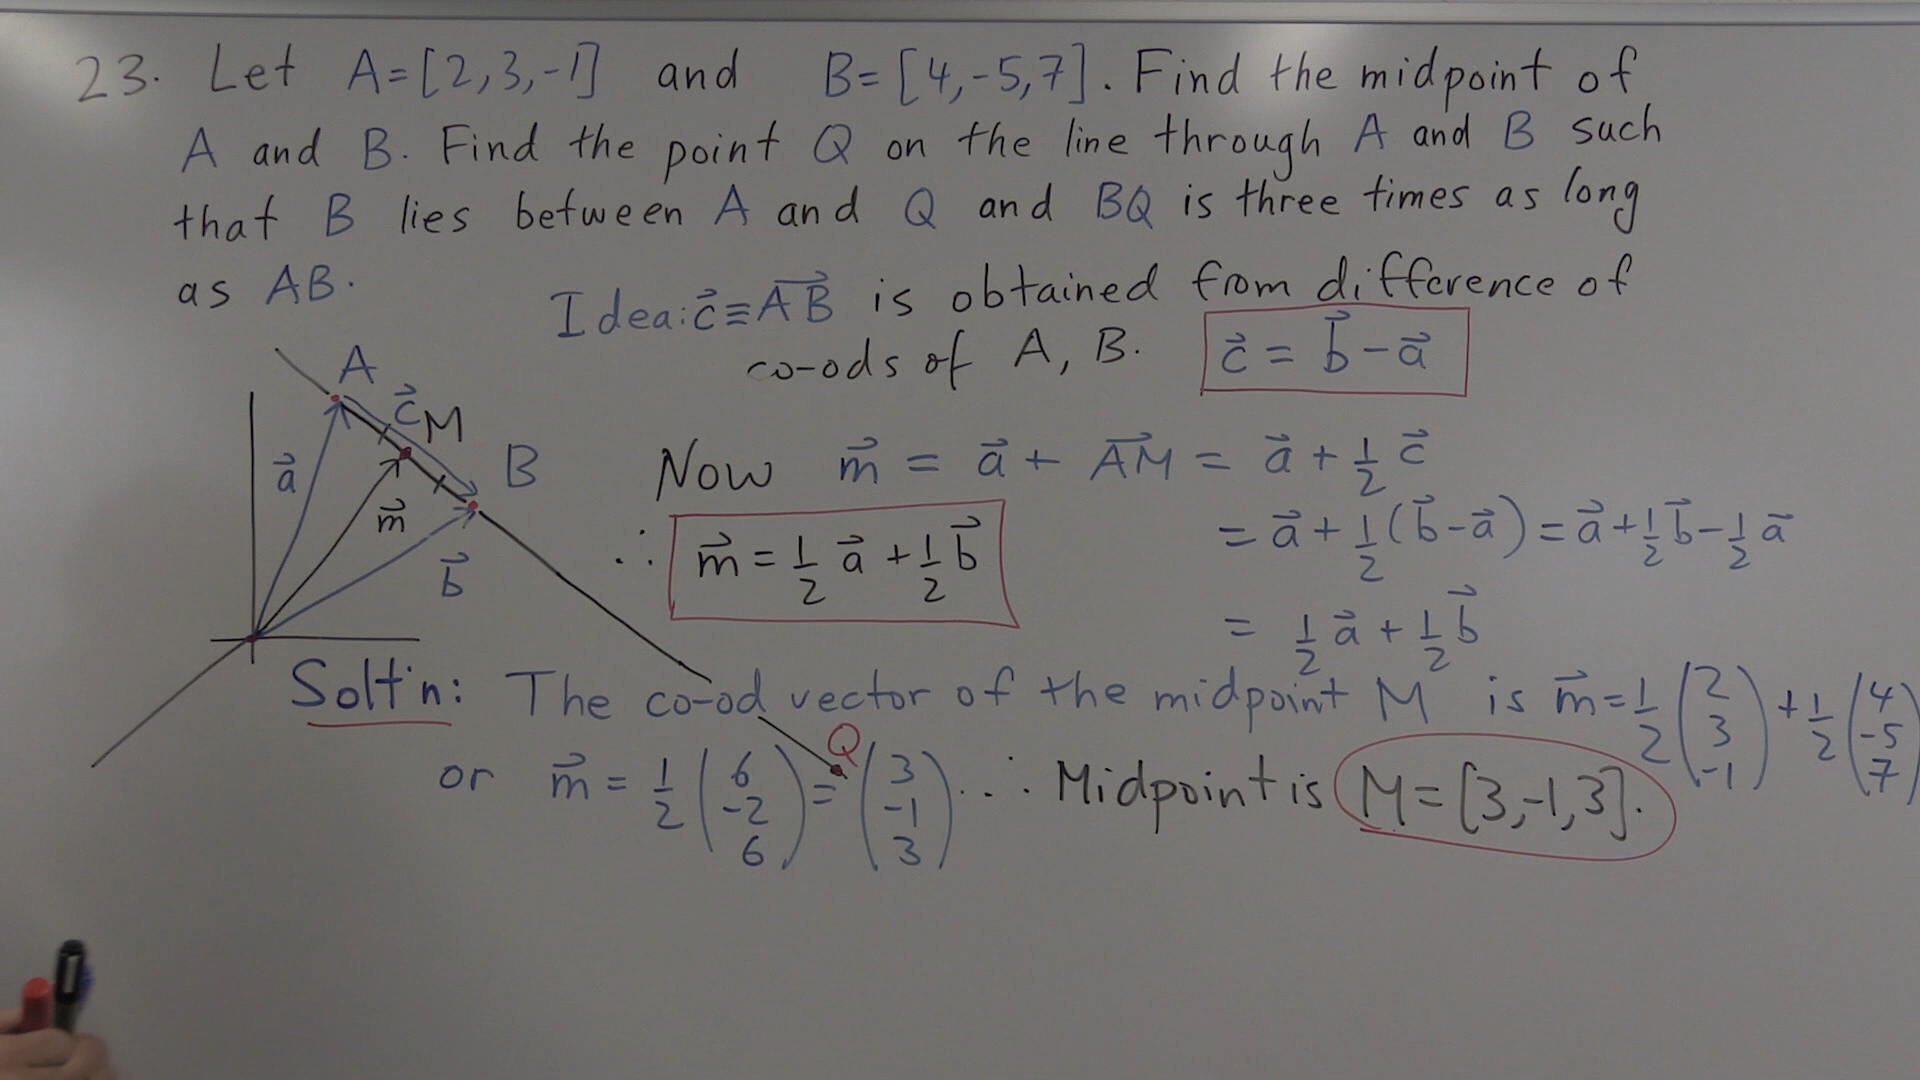 23. Let A=[2,3,-1] and B=[4,-5,7]. Find the midpoint of
A and B. Find the point Q on the line through A and B such
that B lies between A and Q and BQ is three times as long
as AB.
Idea: c⃗ ≡ A⃗B⃗ is obtained from difference of
co-ods of A, B. c⃗ = b⃗ - a⃗
A
c⃗ M
B
a⃗
m⃗
b⃗
Now m⃗ = a⃗ + A⃗M⃗ = a⃗ + 1/2 c⃗
= a⃗ + 1/2 (b⃗ - a⃗) = a⃗ + 1/2 b⃗ - 1/2 a⃗
∴ m⃗ = 1/2 a⃗ + 1/2 b⃗
= 1/2 a⃗ + 1/2 b⃗
Solt'n: The co-od vector of the midpoint M is m⃗ = 1/2 (2 3 -1) + 1/2 (4 -5 7)
Q
or m⃗ = 1/2 (6 -2 6) = (3 -1 3). ∴ Midpoint is M = [3,-1,3].